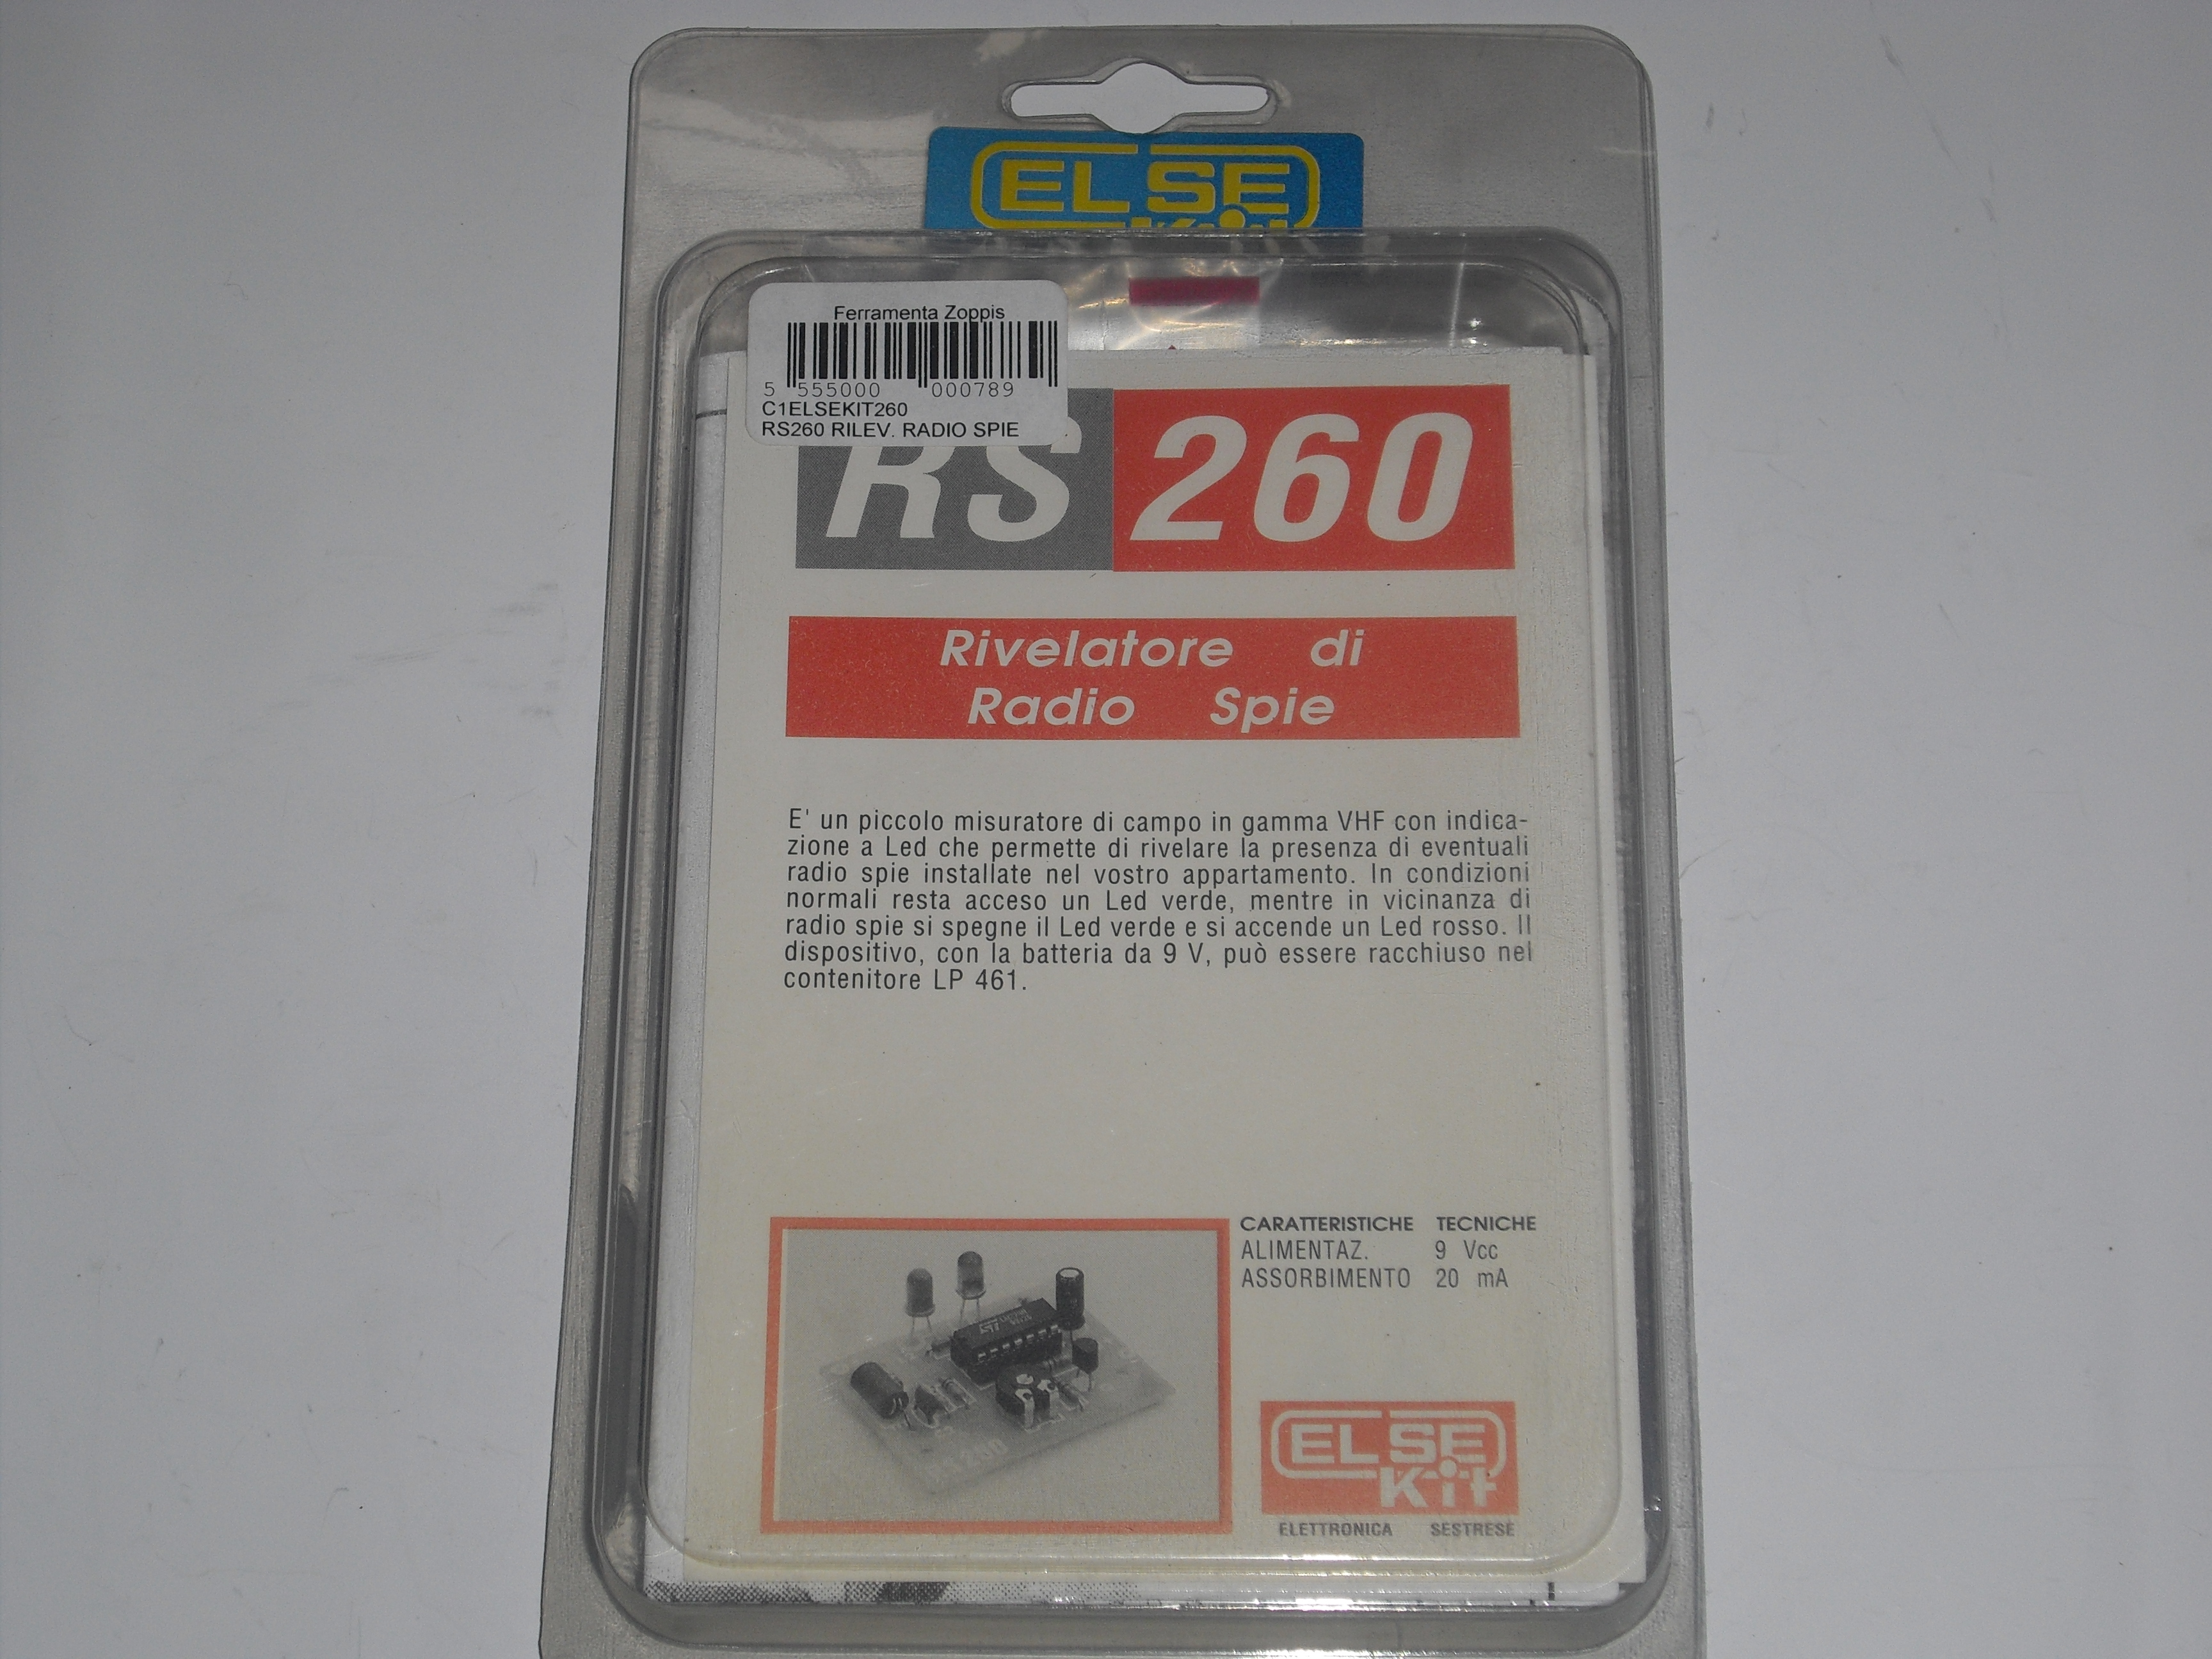 ELSE
Kit
Ferramenta Zoppis
5 555000 000789
C1ELSEKIT260
RS260 RILEV. RADIO SPIE
RS 260
Rivelatore di
Radio Spie
E' un piccolo misuratore di campo in gamma VHF con indica-
zione a Led che permette di rivelare la presenza di eventuali
radio spie installate nel vostro appartamento. In condizioni
normali resta acceso un Led verde, mentre in vicinanza di
radio spie si spegne il Led verde e si accende un Led rosso. Il
dispositivo, con la batteria da 9 V, può essere racchiuso nel
contenitore LP 461.
CARATTERISTICHE TECNICHE
ALIMENTAZ. 9 Vcc
ASSORBIMENTO 20 mA
RS 260
ELSE
Kit
ELETTRONICA SESTRESE